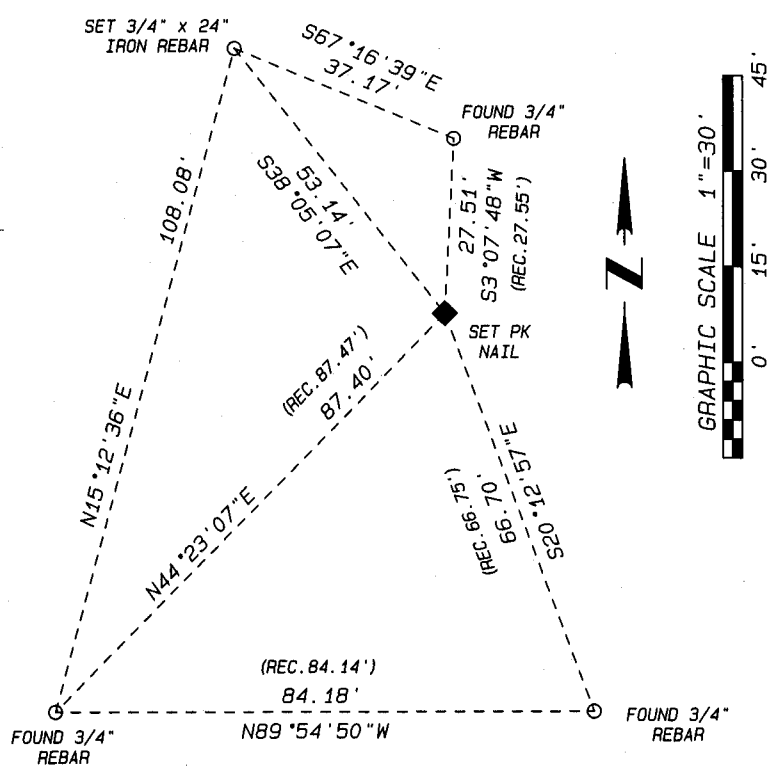 SET 3/4" x 24"
IRON REBAR
S67°16'39"E
37.17'
FOUND 3/4"
REBAR
108.08'
N15°12'36"E
53.14'
S38°05'07"E
27.51'
S3°07'48"W
(REC.27.55')
SET PK
NAIL
(REC.87.47')
87.40'
N44°23'07"E
(REC.66.75')
66.70'
S20°12'57"E
(REC.84.14')
84.18'
N89°54'50"W
FOUND 3/4"
REBAR
FOUND 3/4"
REBAR
N
GRAPHIC SCALE 1"=30'
0' 15' 30' 45'